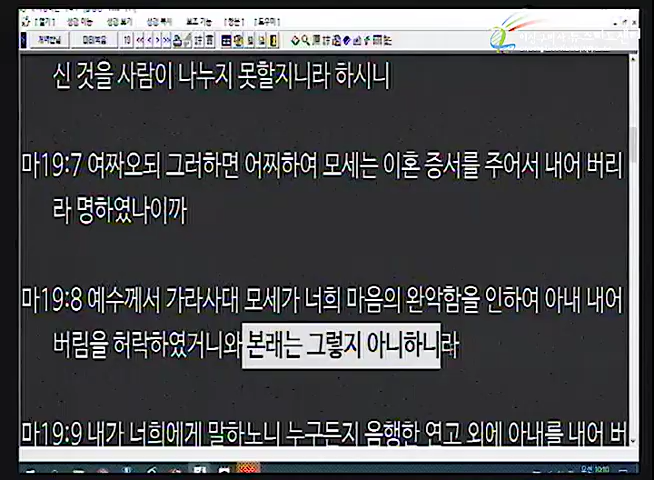 신 것을 사람이 나누지 못할지니라 하시니
마19:7 여짜오되 그러하면 어찌하여 모세는 이혼 증서를 주어서 내어 버리
라 명하였나이까
마19:8 예수께서 가라사대 모세가 너희 마음의 완악함을 인하여 아내 내어
버림을 허락하였거니와 본래는 그렇지 아니하니라
마19:9 내가 너희에게 말하노니 누구든지 음행한 연고 외에 아내를 내어 버